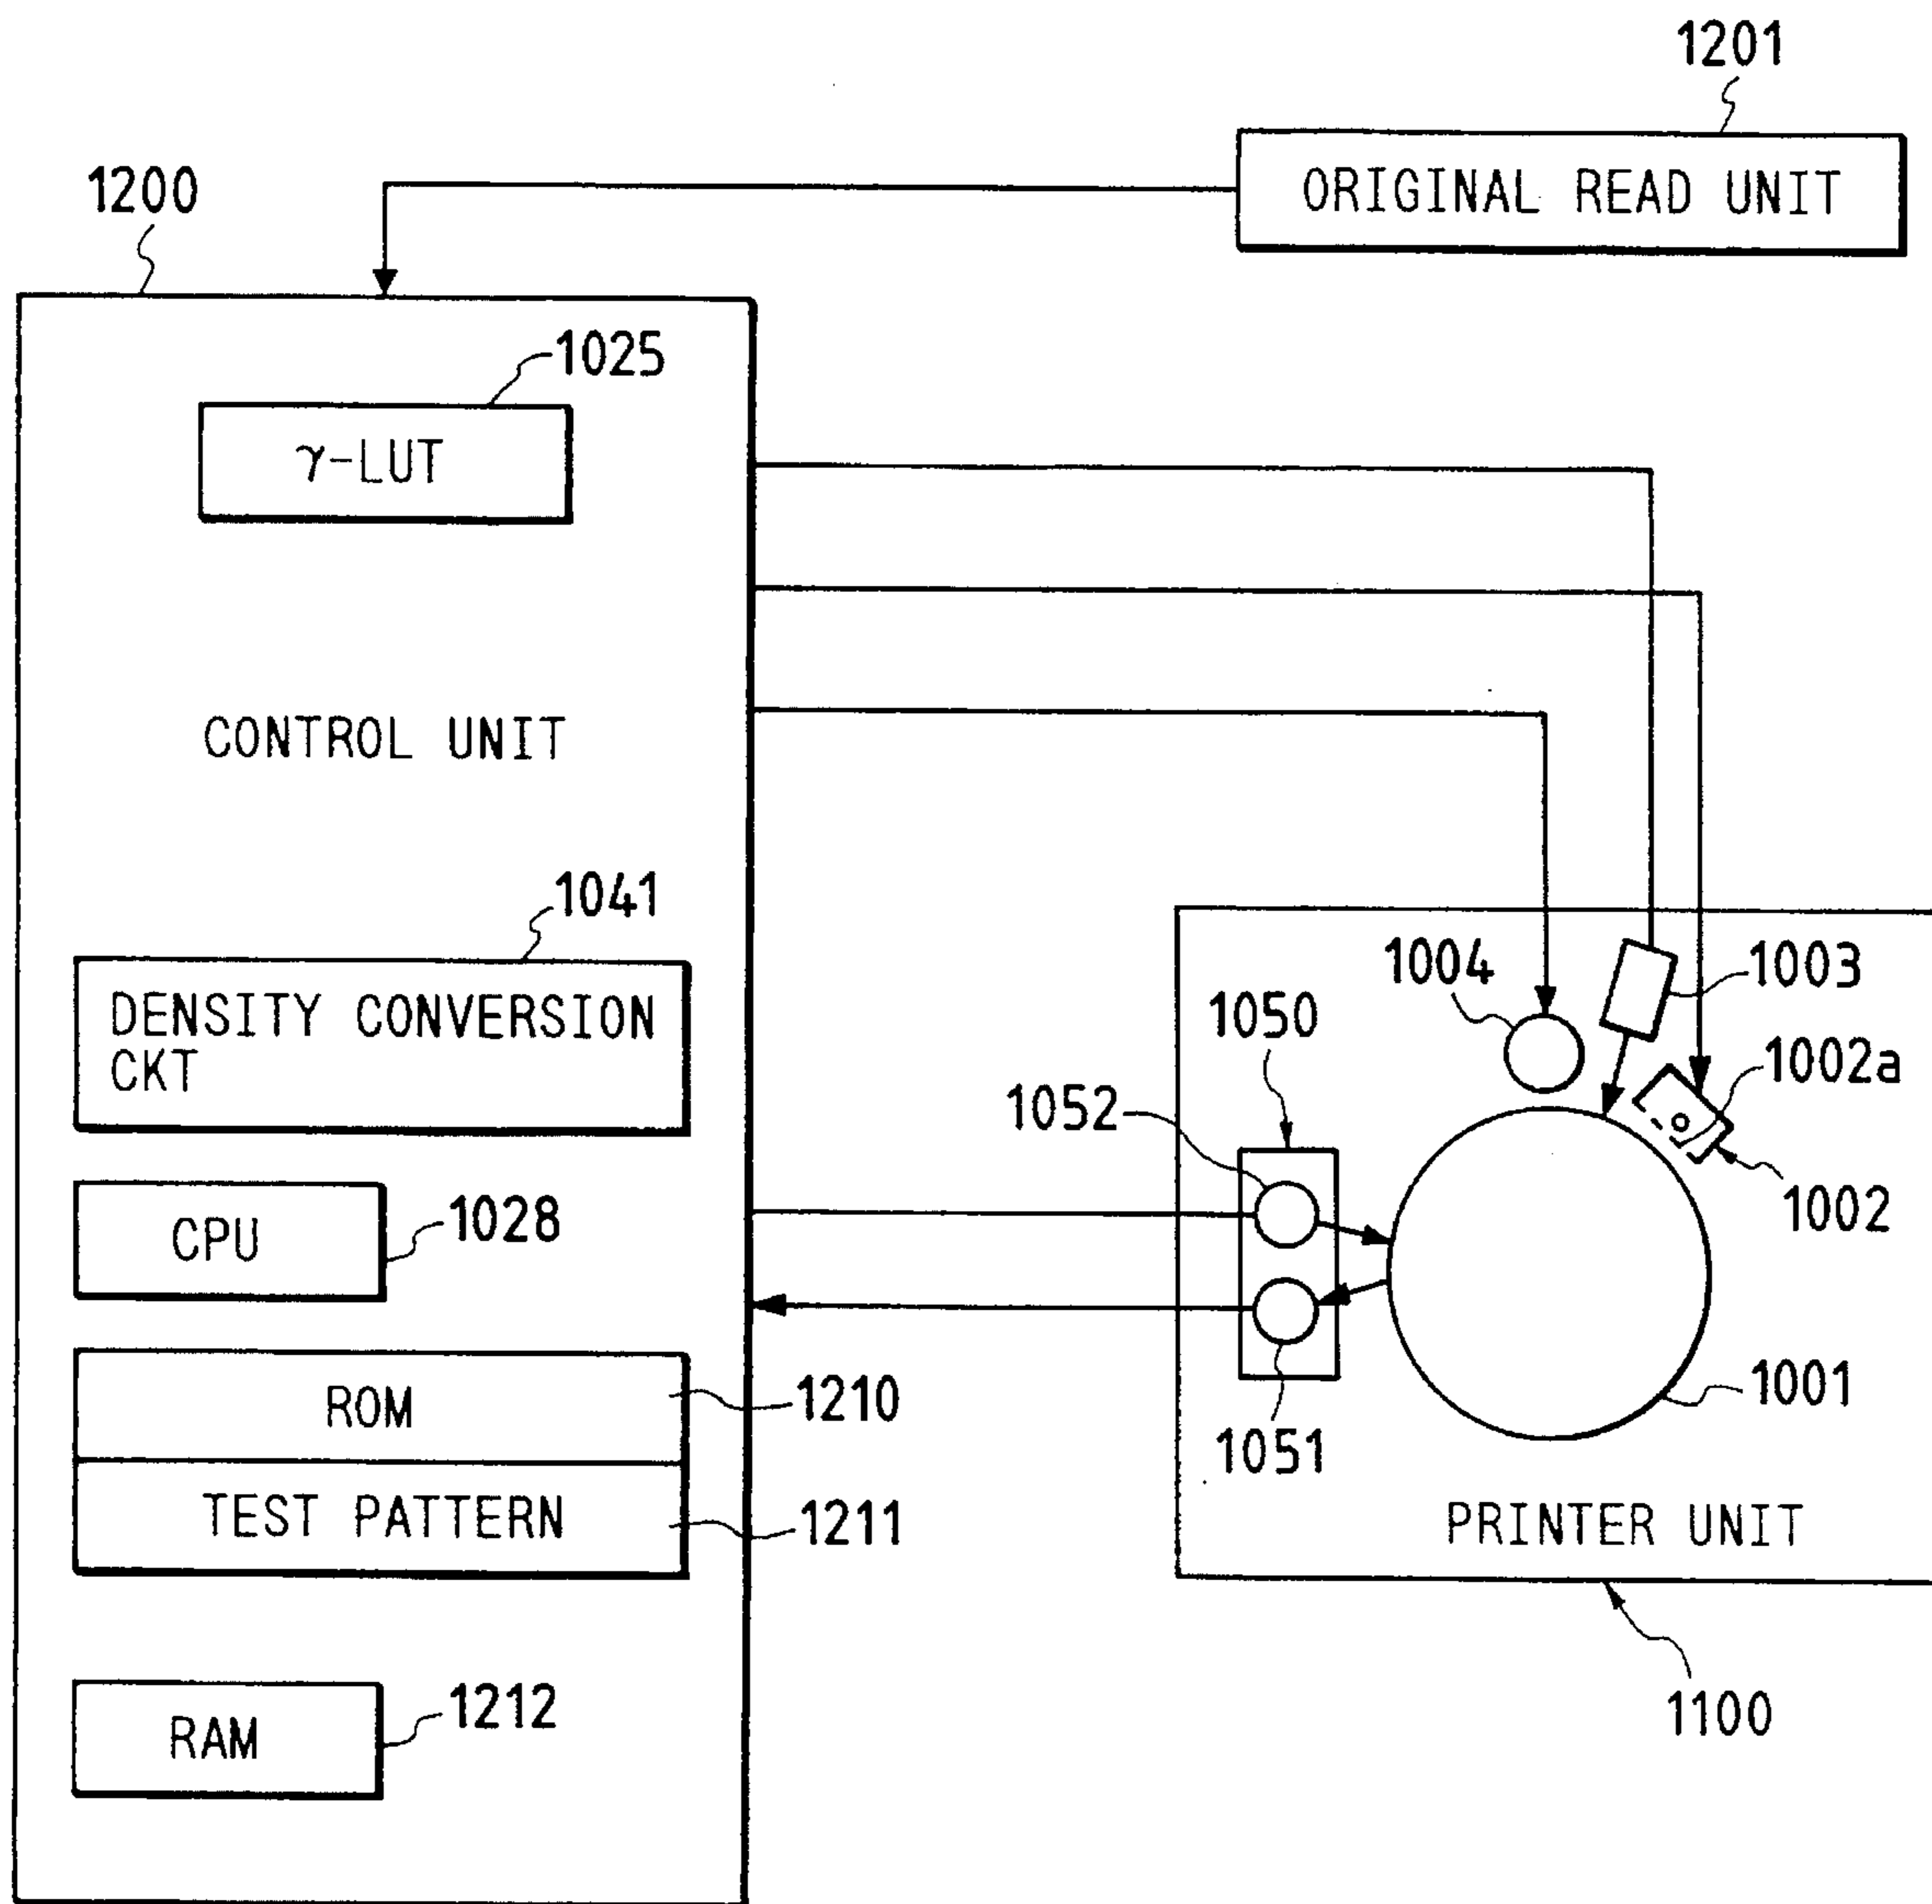 1201
ORIGINAL READ UNIT
1200
1025
γ-LUT
CONTROL UNIT
1041
DENSITY CONVERSION
CKT
CPU
1028
ROM
1210
TEST PATTERN
1211
RAM
1212
1004
1003
1050
1002a
1052
1002
1001
1051
PRINTER UNIT
1100